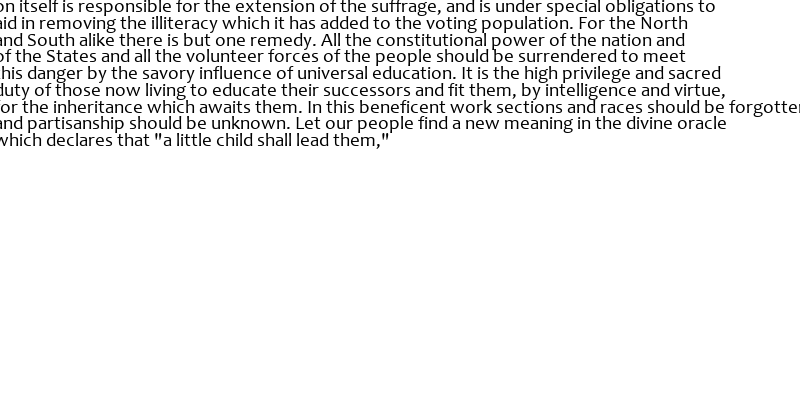 on itself is responsible for the extension of the suffrage, and is under special obligations to
aid in removing the illiteracy which it has added to the voting population. For the North
and South alike there is but one remedy. All the constitutional power of the nation and
of the States and all the volunteer forces of the people should be surrendered to meet
this danger by the savory influence of universal education. It is the high privilege and sacred
duty of those now living to educate their successors and fit them, by intelligence and virtue,
for the inheritance which awaits them. In this beneficent work sections and races should be forgotten
and partisanship should be unknown. Let our people find a new meaning in the divine oracle
which declares that "a little child shall lead them,"